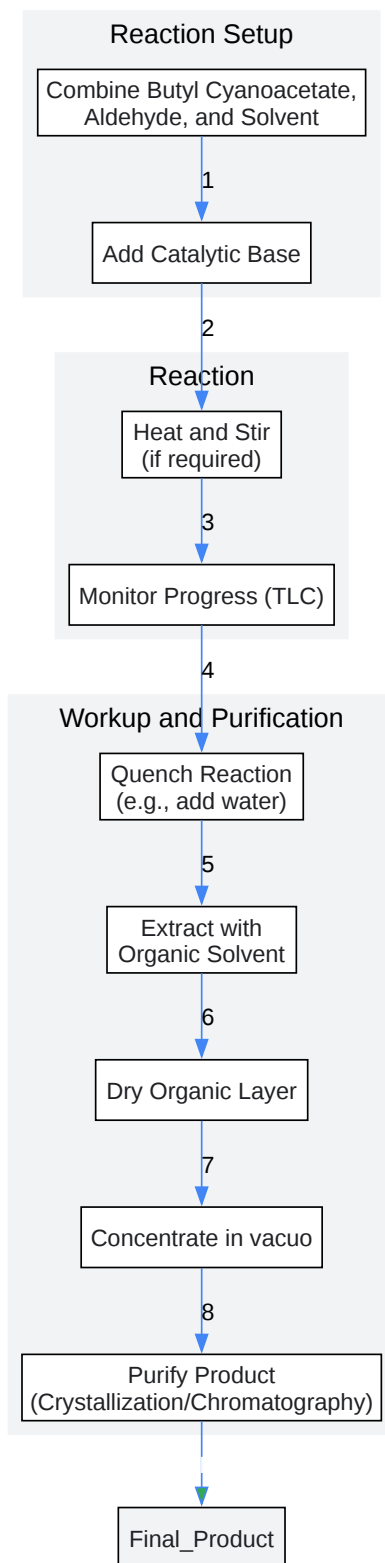 Reaction Setup
Combine Butyl Cyanoacetate,
Aldehyde, and Solvent
1
Add Catalytic Base
2
Reaction
Heat and Stir
(if required)
3
Monitor Progress (TLC)
4
Workup and Purification
Quench Reaction
(e.g., add water)
5
Extract with
Organic Solvent
6
Dry Organic Layer
7
Concentrate in vacuo
8
Purify Product
(Crystallization/Chromatography)
Final_Product